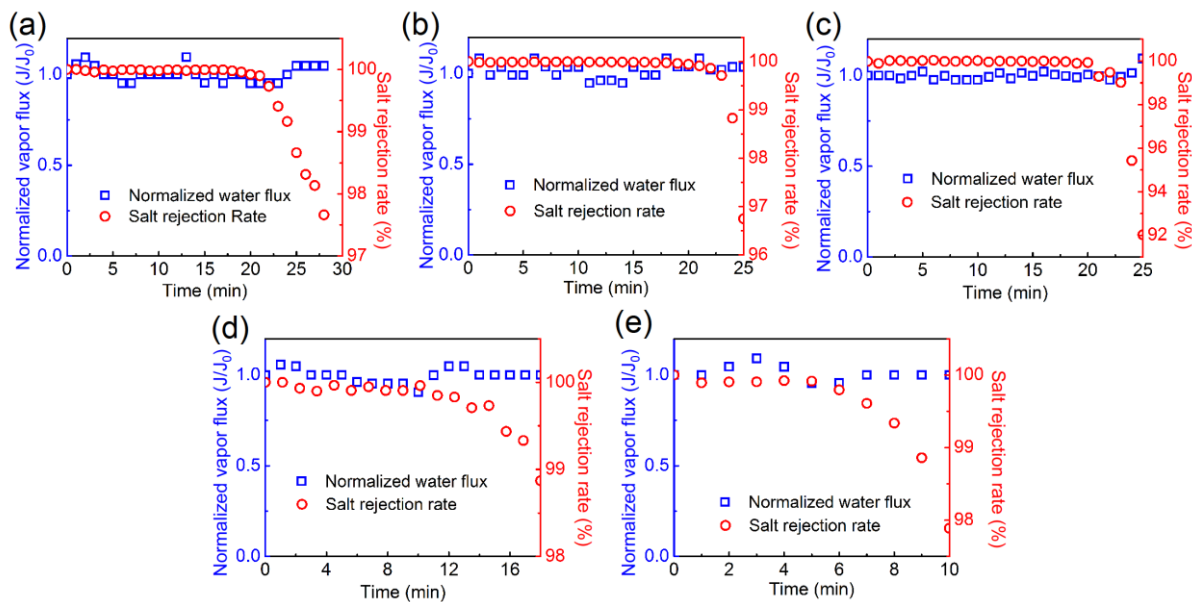 (a)
Normalized vapor flux (J/J₀)
1.0
0.5
0.0
Normalized water flux
Salt rejection Rate
100
99
98
97
Salt rejection rate (%)
0 5 10 15 20 25 30
Time (min)
(b)
Normalized vapor flux (J/J₀)
1.0
0.5
0.0
Normalized water flux
Salt rejection rate
100
99
98
97
96
Salt rejection rate (%)
0 5 10 15 20 25
Time (min)
(c)
Normalized vapor flux (J/J₀)
1.0
0.5
0.0
Normalized water flux
Salt rejection rate
100
98
96
94
92
Salt rejection rate (%)
0 5 10 15 20 25
Time (min)
(d)
Normalized vapor flux (J/J₀)
1.0
0.5
0.0
Normalized water flux
Salt rejection rate
100
99
98
Salt rejection rate (%)
0 4 8 12 16
Time (min)
(e)
Normalized vapor flux (J/J₀)
1.0
0.5
0.0
Normalized water flux
Salt rejection rate
100
99
98
Salt rejection rate (%)
0 2 4 6 8 10
Time (min)